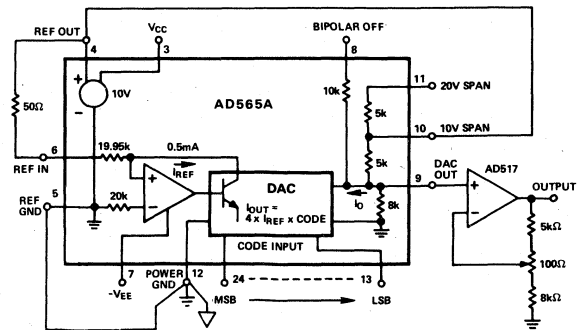 REF OUT
4
VCC
3
BIPOLAR OFF
8
+
10V
-
AD565A
10k
5k
11
20V SPAN
10
10V SPAN
5k
50Ω
6
REF IN
19.95k
0.5mA
IREF
+
-
DAC
IOUT =
4 x IREF x CODE
CODE INPUT
IO
8k
9
DAC
OUT
AD517
+
-
OUTPUT
5kΩ
100Ω
8kΩ
5
REF
GND
20k
7
-VEE
POWER
GND
12
24
MSB
13
LSB